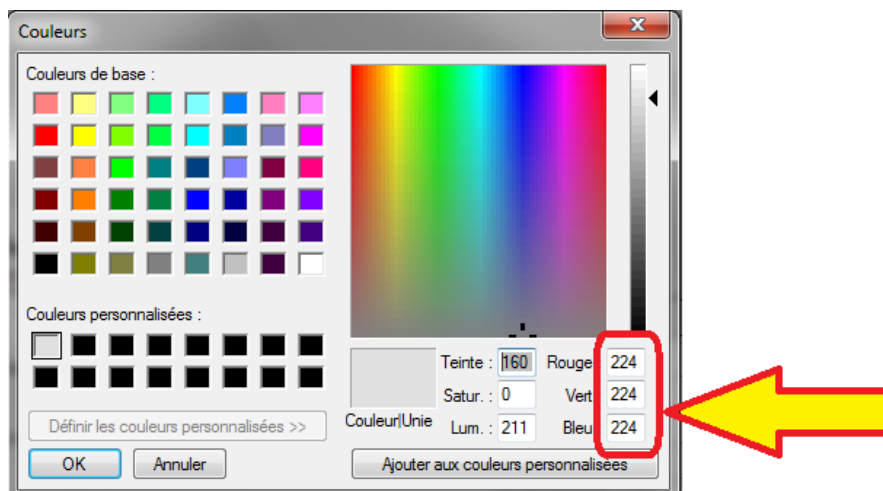 Couleurs
Couleurs de base :
Couleurs personnalisées :
Définir les couleurs personnalisées >>
OK Annuler
Teinte : 160 Rouge 224
Satur. : 0 Vert 224
Couleur|Unie Lum. : 211 Bleu 224
Ajouter aux couleurs personnalisées